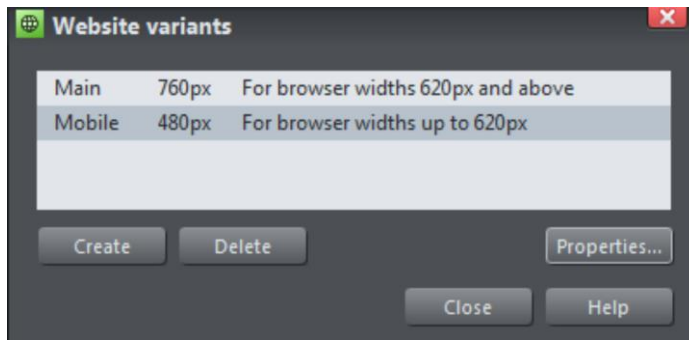 Website variants
Main 760px For browser widths 620px and above
Mobile 480px For browser widths up to 620px
Create Delete Properties...
Close Help